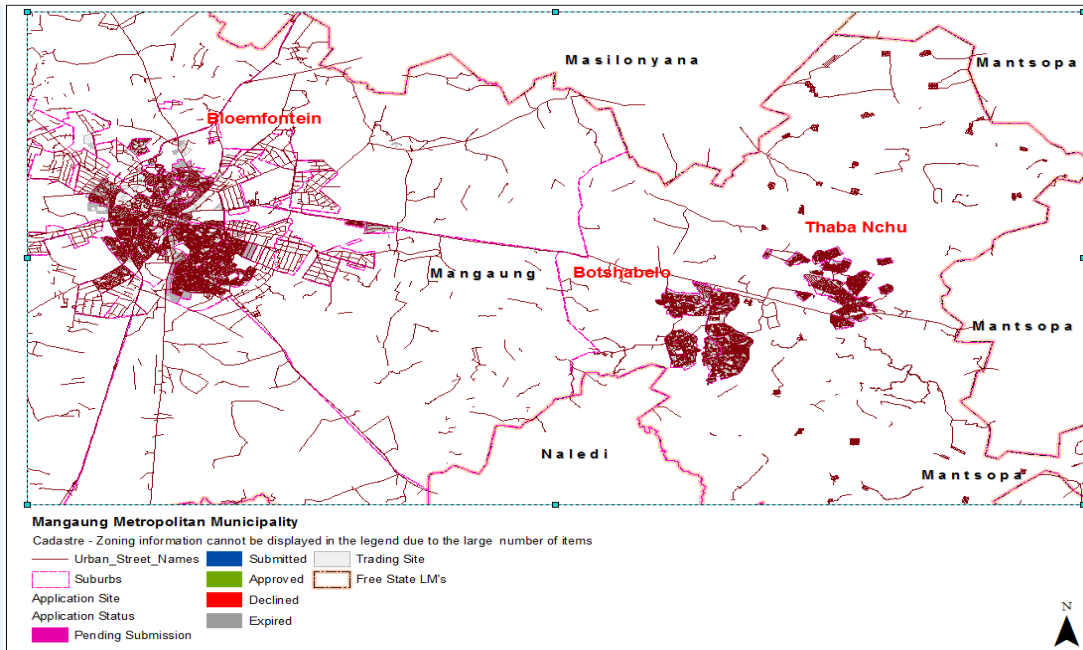 Masilonyana
Mantsopa
Bloemfontein
Thaba Nchu
Mangaung
Botshabelo
Mantsopa
Naledi
Mantsopa
Mangaung Metropolitan Municipality
Cadastre - Zoning information cannot be displayed in the legend due to the large number of items
Urban_Street_Names
Suburbs
Application Site
Application Status
Pending Submission
Submitted
Approved
Declined
Expired
Trading Site
Free State LM's
N